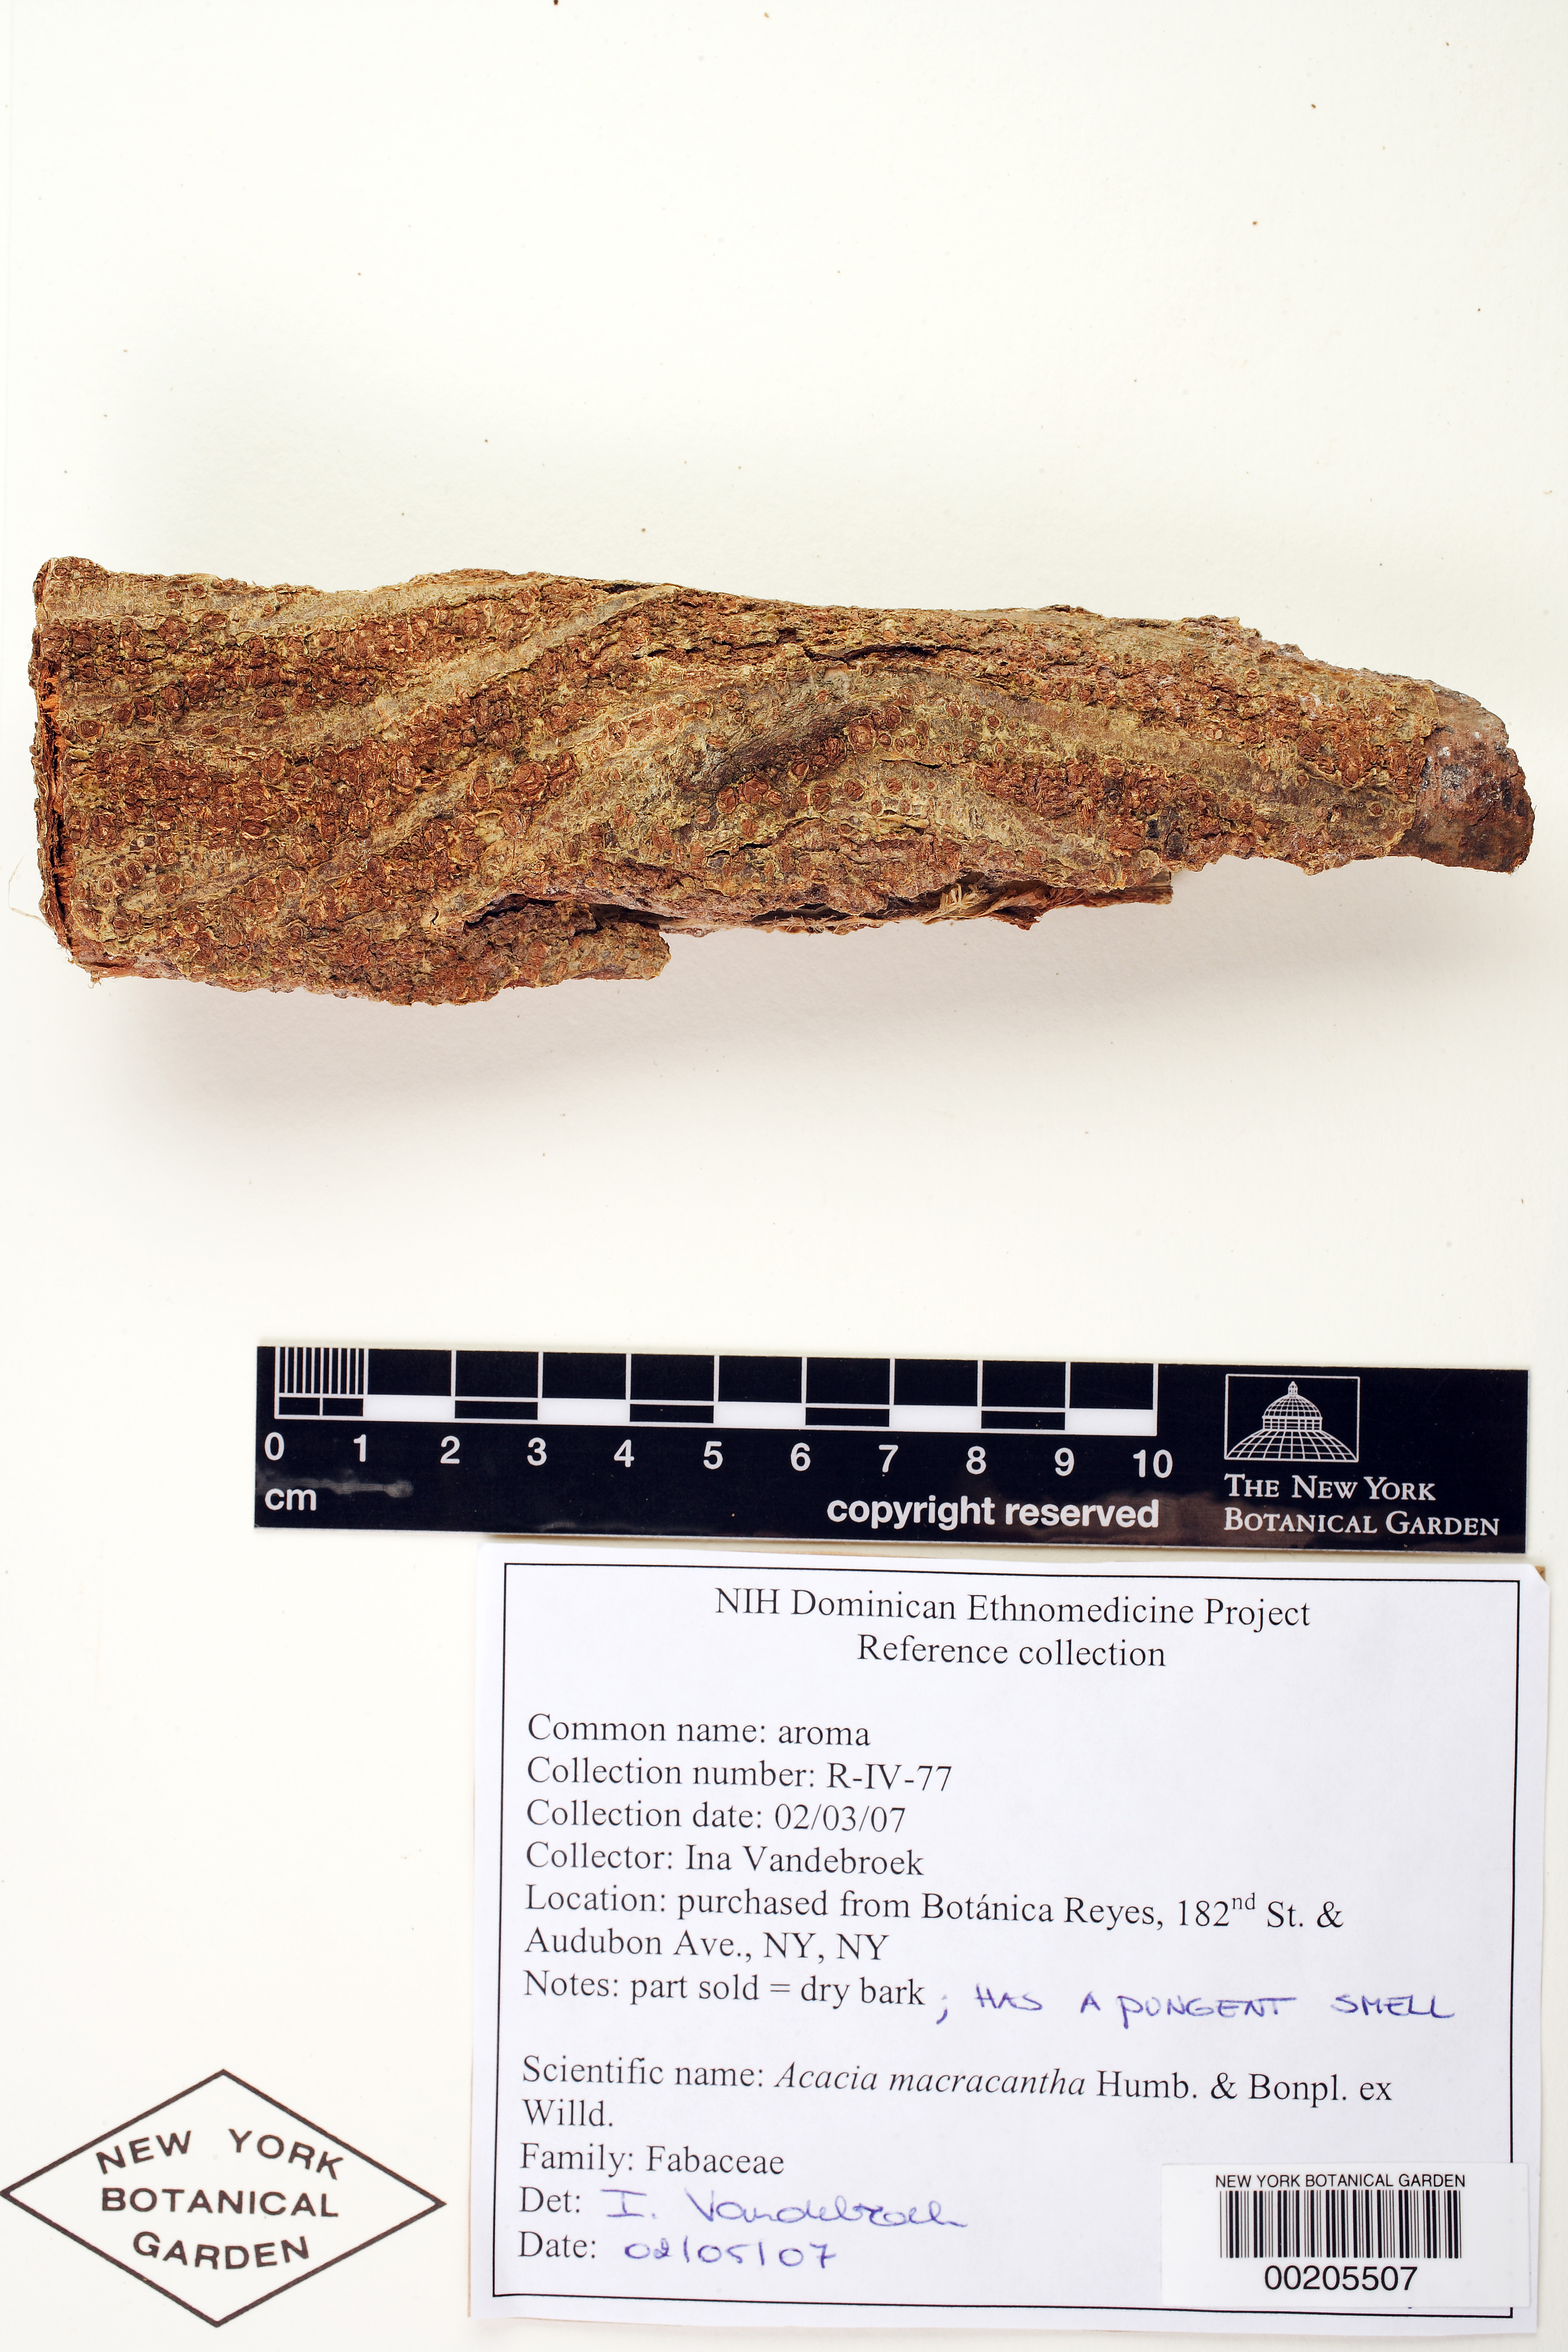 0 1 2 3 4 5 6 7 8 9 10
cm
copyright reserved
THE NEW YORK
BOTANICAL GARDEN
NIH Dominican Ethnomedicine Project
Reference collection
Common name: aroma
Collection number: R-IV-77
Collection date: 02/03/07
Collector: Ina Vandebroek
Location: purchased from Botánica Reyes, 182nd St. &
Audubon Ave., NY, NY
Notes: part sold = dry bark ; HAS A PUNGENT SMELL
Scientific name: Acacia macracantha Humb. & Bonpl. ex
Willd.
Family: Fabaceae
Det: I. Vandebroek
Date: 02/05/07
NEW YORK BOTANICAL GARDEN
00205507
NEW YORK
BOTANICAL
GARDEN